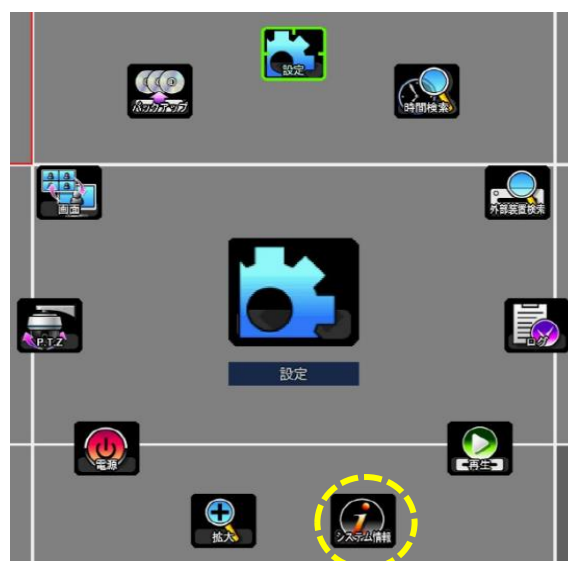 設定
バックアップ
時間検索
画面
外部装置検索
P.T.Z
ログ
設定
電源
再生
拡大
システム情報